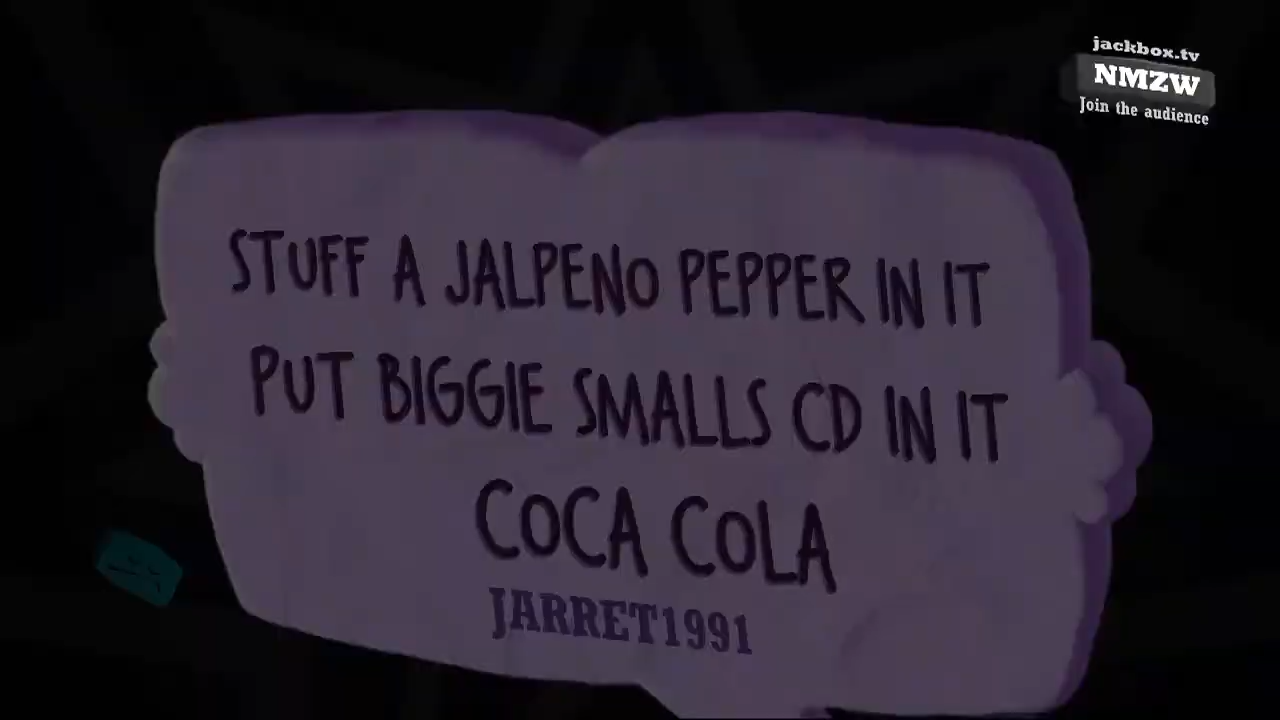 jackbox.tv
NMZW
Join the audience
STUFF A JALPENO PEPPER IN IT
PUT BIGGIE SMALLS CD IN IT
COCA COLA
JARRET1991